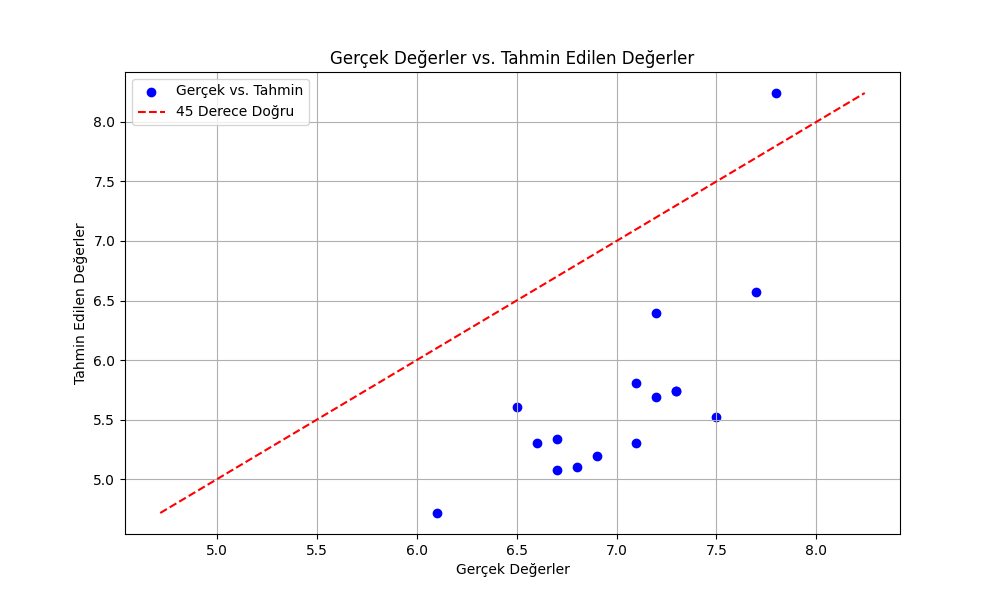 Gerçek Değerler vs. Tahmin Edilen Değerler
Gerçek vs. Tahmin
45 Derece Doğru
Tahmin Edilen Değerler
8.0
7.5
7.0
6.5
6.0
5.5
5.0
5.0 5.5 6.0 6.5 7.0 7.5 8.0
Gerçek Değerler